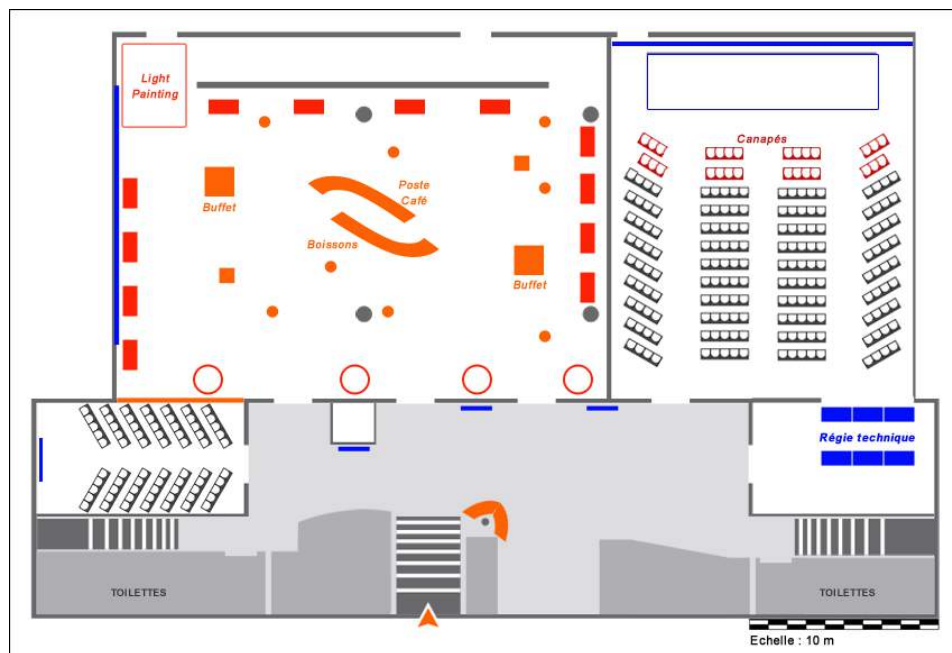 Light
Painting
Canapés
Poste
Café
Buffet
Boissons
Buffet
Régie technique
TOILETTES
TOILETTES
Echelle : 10 m